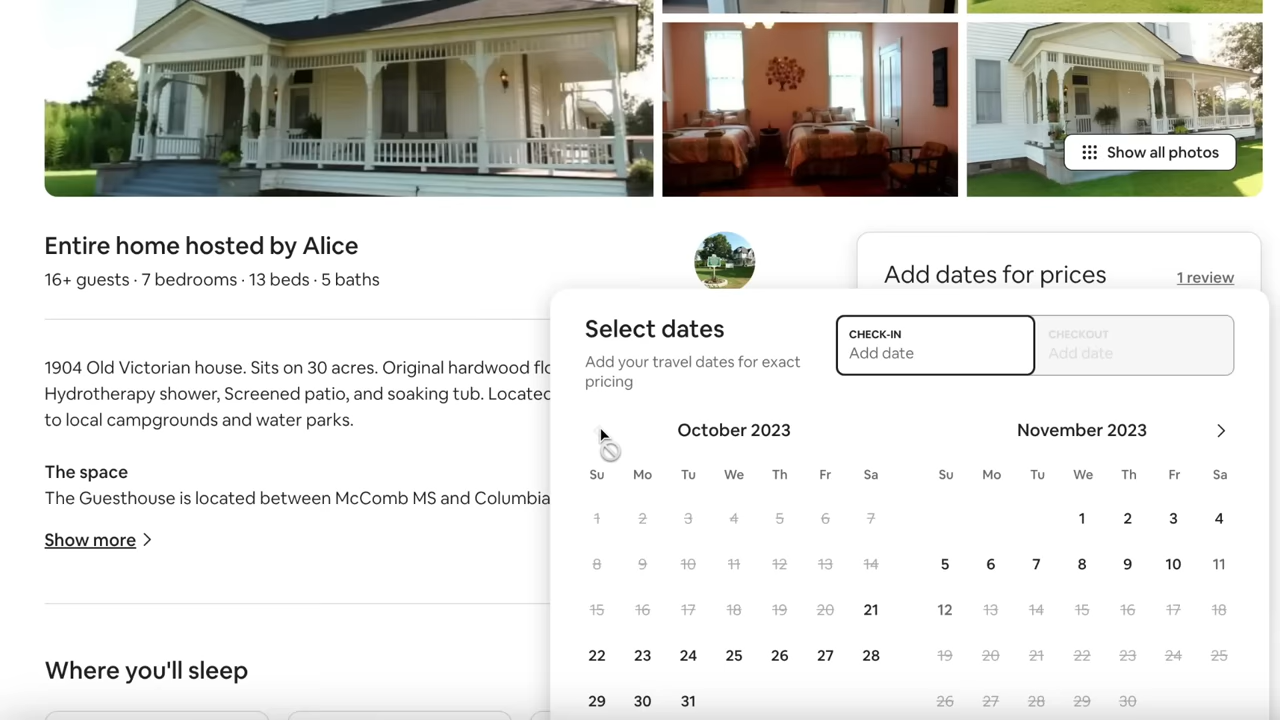 Show all photos
Entire home hosted by Alice
16+ guests · 7 bedrooms · 13 beds · 5 baths
Add dates for prices
1 review
1904 Old Victorian house. Sits on 30 acres. Original hardwood
Hydrotherapy shower, Screened patio, and soaking tub. Located
to local campgrounds and water parks.
The space
The Guesthouse is located between McComb MS and Columbia
Show more
Where you'll sleep
Select dates
Add your travel dates for exact
pricing
CHECK-IN
Add date
CHECKOUT
Add date
October 2023
Su Mo Tu We Th Fr Sa
1 2 3 4 5 6 7
8 9 10 11 12 13 14
15 16 17 18 19 20 21
22 23 24 25 26 27 28
29 30 31
November 2023
Su Mo Tu We Th Fr Sa
1 2 3 4
5 6 7 8 9 10 11
12 13 14 15 16 17 18
19 20 21 22 23 24 25
26 27 28 29 30